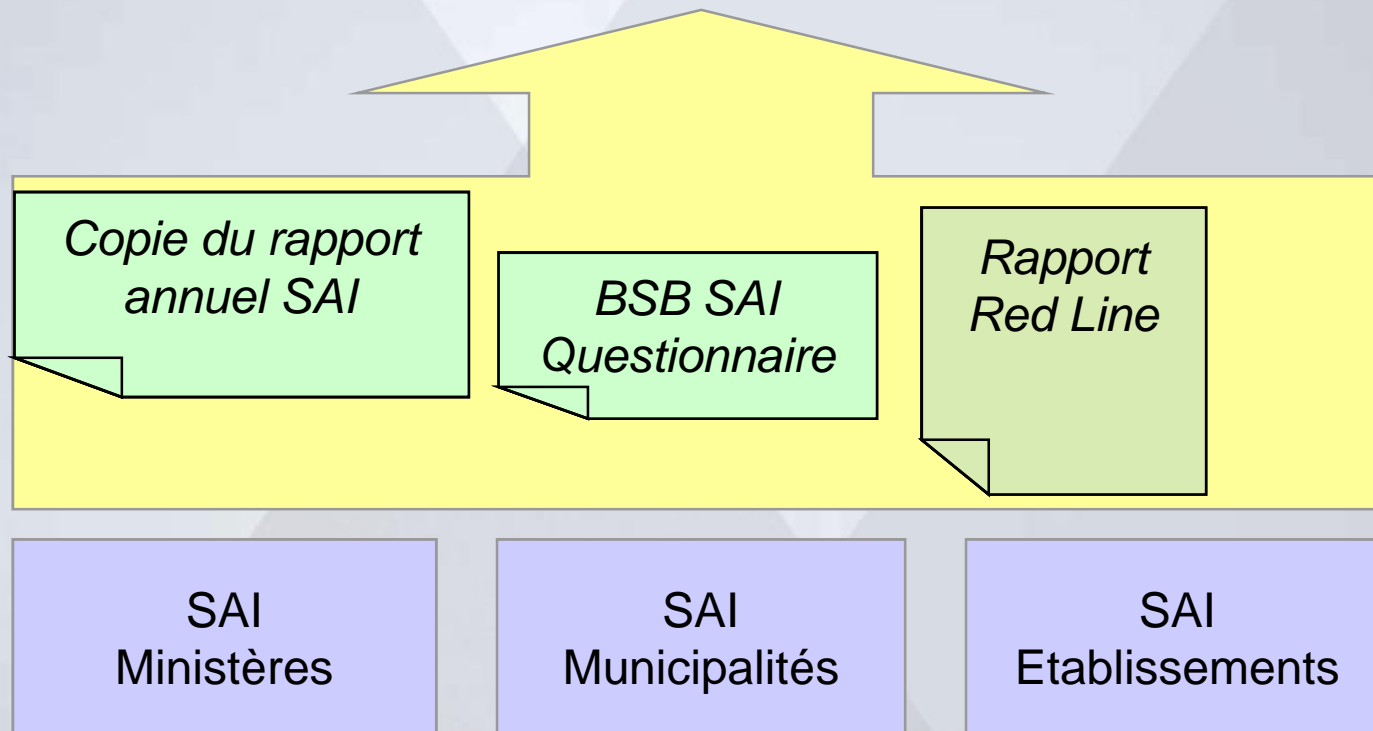 Copie du rapport
annuel SAI
BSB SAI
Questionnaire
Rapport
Red Line
SAI
Ministères
SAI
Municipalités
SAI
Etablissements